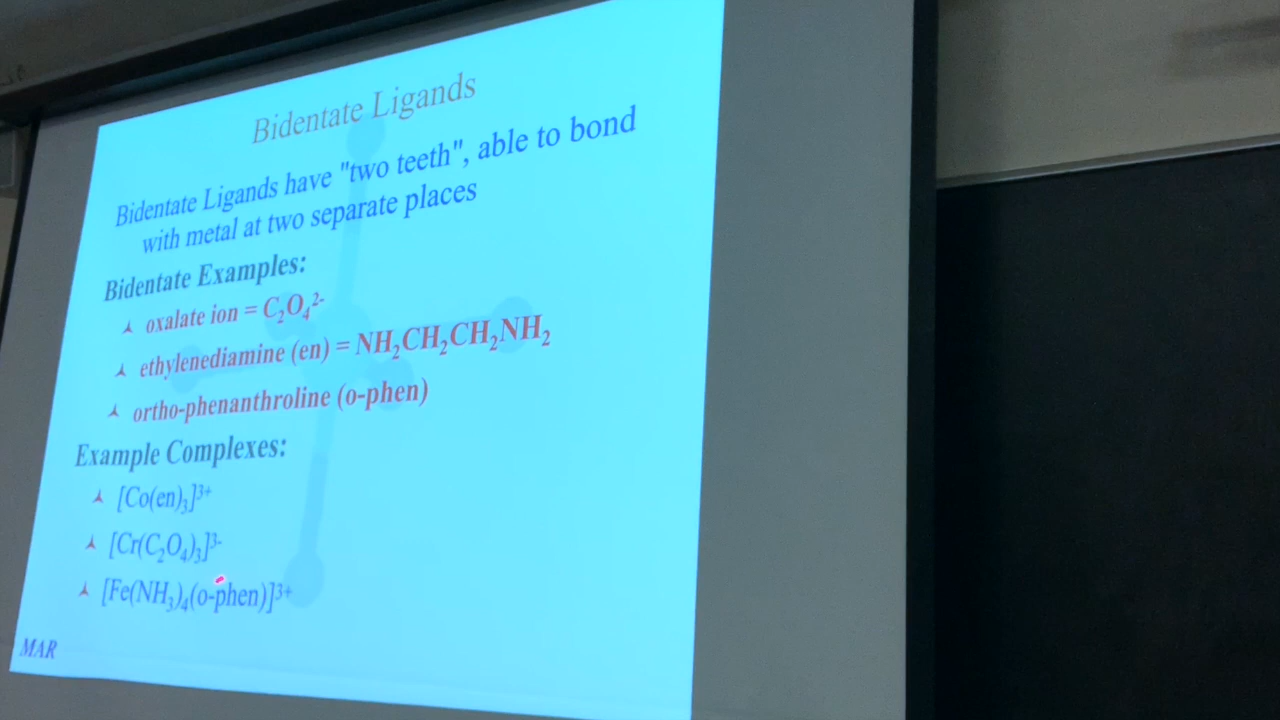 Bidentate Ligands
Bidentate Ligands have "two teeth", able to bond
with metal at two separate places
Bidentate Examples:
oxalate ion = C₂O₄²⁻
ethylenediamine (en) = NH₂CH₂CH₂NH₂
ortho-phenanthroline (o-phen)
Example Complexes:
[Co(en)₃]³⁺
[Cr(C₂O₄)₃]³⁻
[Fe(NH₃)₄(o-phen)]³⁺
MAR